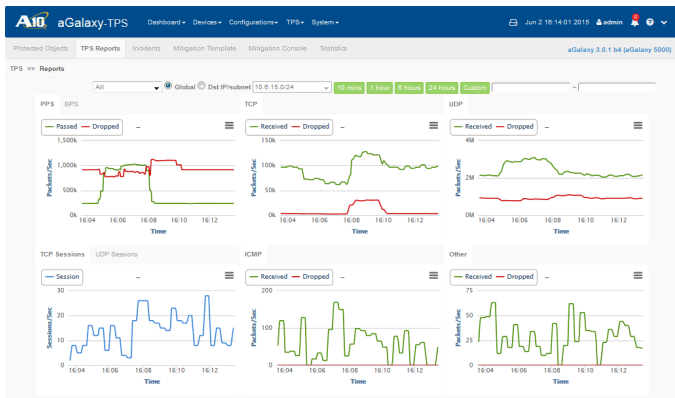 A10 aGalaxy-TPS Dashboard Devices Configurations TPS System Jun 2 16:14:01 2015 admin
Protected Objects TPS Reports Incidents Mitigation Template Mitigation Console Statistics aGalaxy 3.0.1 b4 (aGalaxy 5000)
TPS >> Reports
All Global Dst IP/subnet 10.6.15.0/24 10 mins 1 hour 8 hours 24 hours Custom ~
PPS BPS TCP UDP
Passed Dropped – Received Dropped – Received Dropped –
1,500k 150k 4M
1,000k 100k
500k 50k 2M
0k 0k 0M
Packets/Sec Packets/Sec Packets/Sec
16:04 16:06 16:08 16:10 16:12 16:04 16:06 16:08 16:10 16:12 16:04 16:06 16:08 16:10 16:12
Time Time Time
TCP Sessions UDP Sessions ICMP Other
Session – Received Dropped – Received Dropped –
30 200 75
20 50
100
10 25
0 0 0
Sessions/Sec Packets/Sec Packets/Sec
16:04 16:06 16:08 16:10 16:12 16:04 16:06 16:08 16:10 16:12 16:04 16:06 16:08 16:10 16:12
Time Time Time